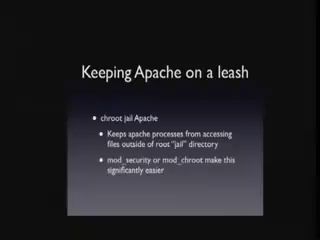 Keeping Apache on a leash
• chroot jail Apache
• Keeps apache processes from accessing
files outside of root "jail" directory
• mod_security or mod_chroot make this
significantly easier